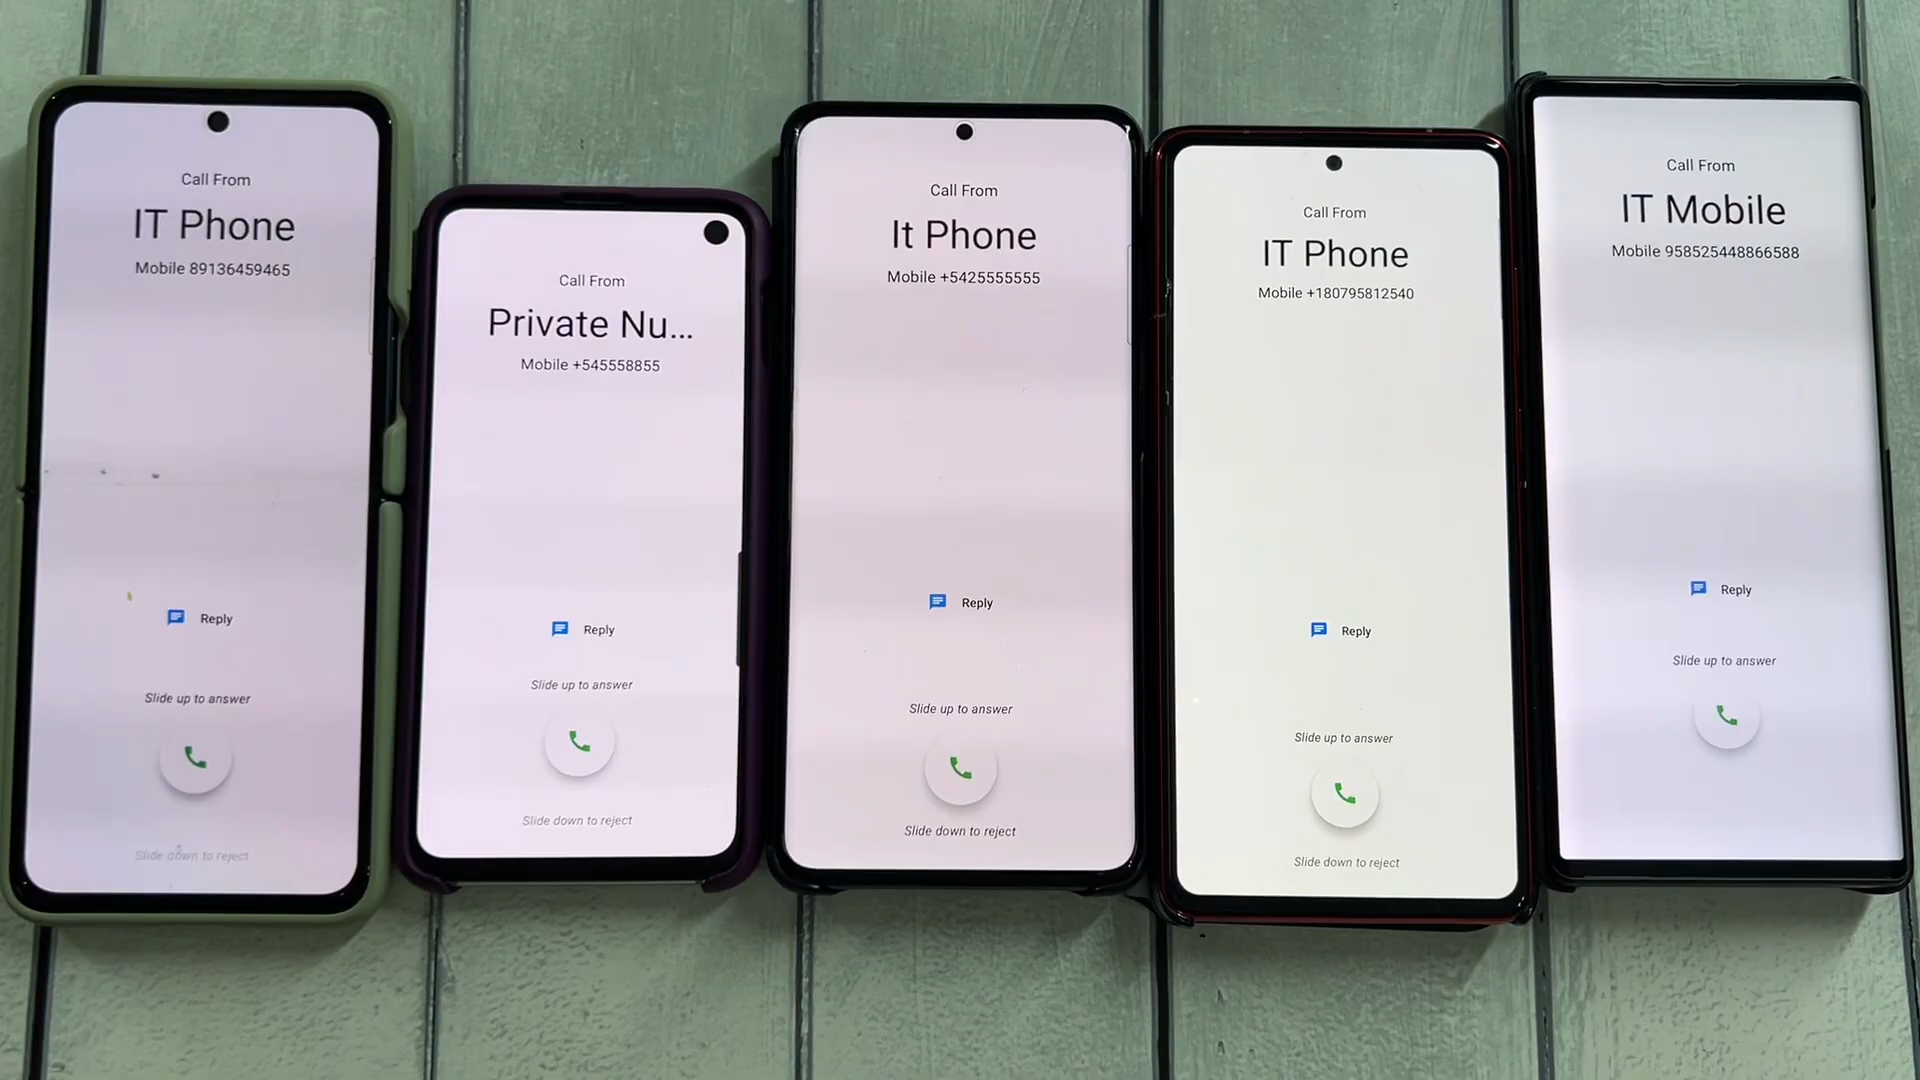 Call From
IT Phone
Mobile 89136459465
Reply
Slide up to answer
Slide down to reject
Call From
Private Nu...
Mobile +545558855
Reply
Slide up to answer
Slide down to reject
Call From
It Phone
Mobile +5425555555
Reply
Slide up to answer
Slide down to reject
Call From
IT Phone
Mobile +180795812540
Reply
Slide up to answer
Slide down to reject
Call From
IT Mobile
Mobile 958525448866588
Reply
Slide up to answer